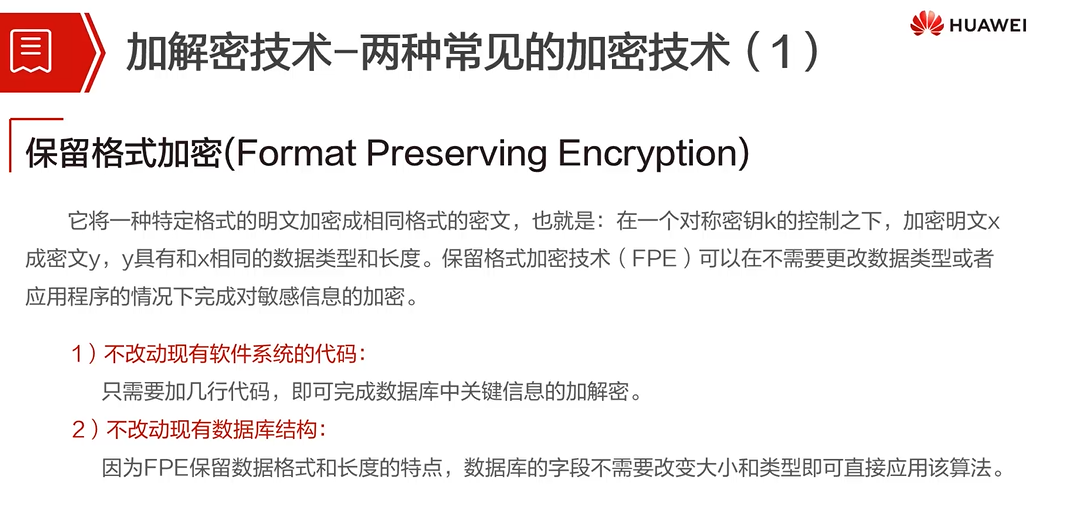 加解密技术-两种常见的加密技术（1）
HUAWEI
保留格式加密(Format Preserving Encryption)
它将一种特定格式的明文加密成相同格式的密文，也就是：在一个对称密钥k的控制之下，加密明文x
成密文y，y具有和x相同的数据类型和长度。保留格式加密技术（FPE）可以在不需要更改数据类型或者
应用程序的情况下完成对敏感信息的加密。
1）不改动现有软件系统的代码：
只需要加几行代码，即可完成数据库中关键信息的加解密。
2）不改动现有数据库结构：
因为FPE保留数据格式和长度的特点，数据库的字段不需要改变大小和类型即可直接应用该算法。